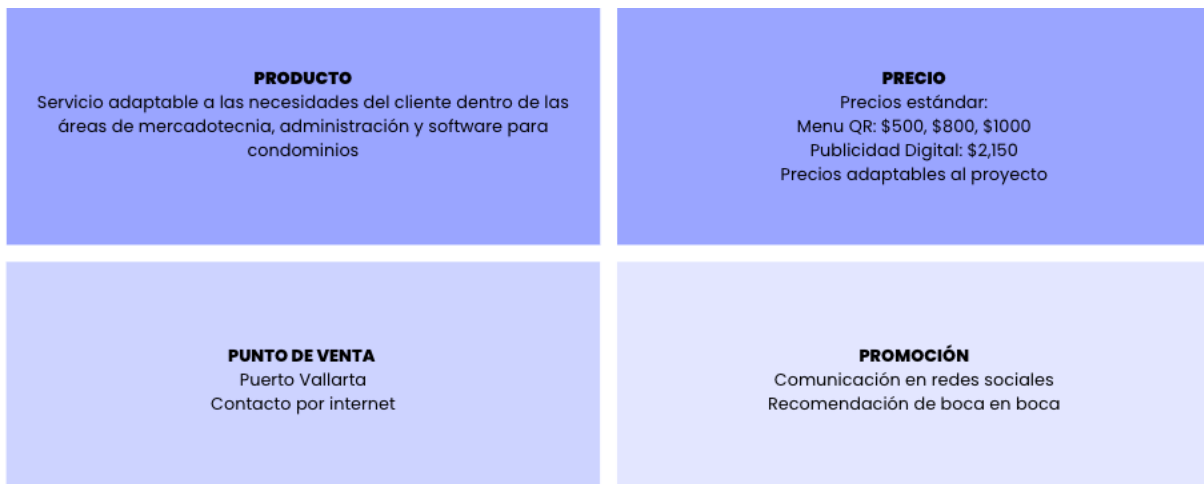 PRODUCTO
Servicio adaptable a las necesidades del cliente dentro de las
áreas de mercadotecnia, administración y software para
condominios
PRECIO
Precios estándar:
Menu QR: $500, $800, $1000
Publicidad Digital: $2,150
Precios adaptables al proyecto
PUNTO DE VENTA
Puerto Vallarta
Contacto por internet
PROMOCIÓN
Comunicación en redes sociales
Recomendación de boca en boca